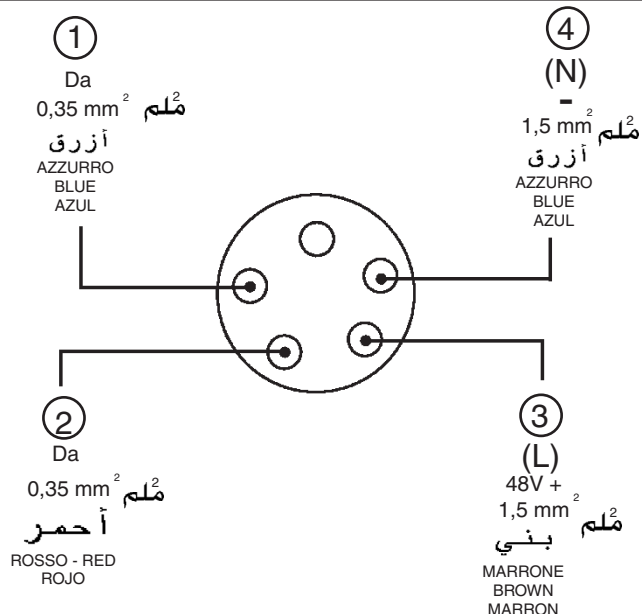 1
Da
0,35 mm² ملم²
أزرق
AZZURRO
BLUE
AZUL
4
(N)
-
1,5 mm² ملم²
أزرق
AZZURRO
BLUE
AZUL
2
Da
0,35 mm² ملم²
أحمر
ROSSO - RED
ROJO
3
(L)
48V +
1,5 mm² ملم²
بني
MARRONE
BROWN
MARRON